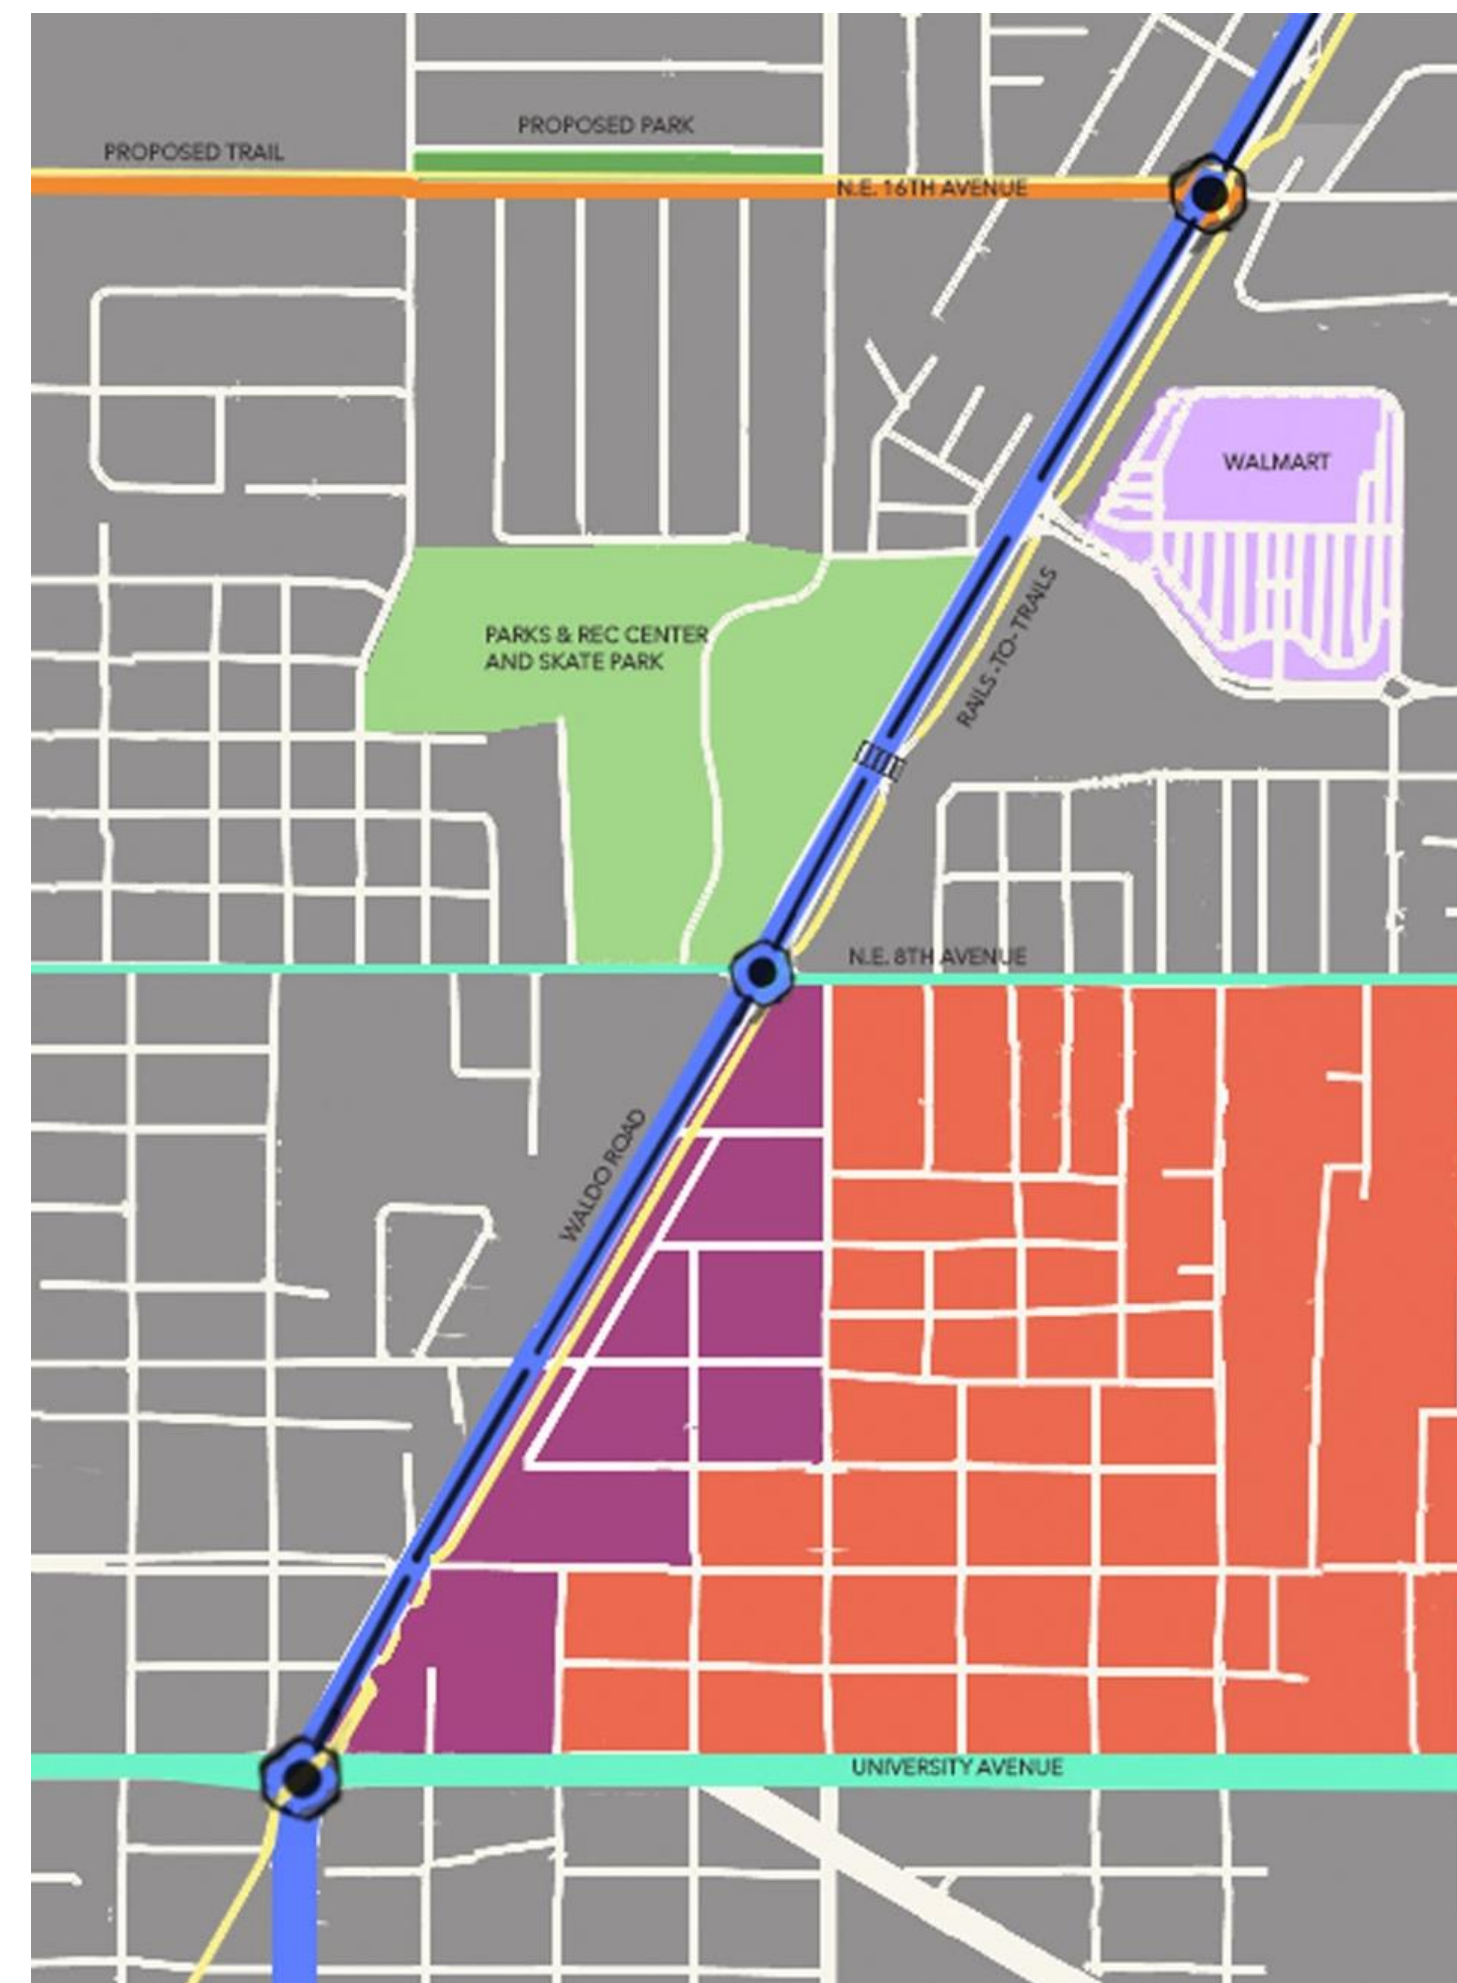 PROPOSED PARK
PROPOSED TRAIL
N.E. 16TH AVENUE
WALMART
PARKS & REC CENTER
AND SKATE PARK
RAILS -TO- TRAILS
N.E. 8TH AVENUE
WALDO ROAD
UNIVERSITY AVENUE